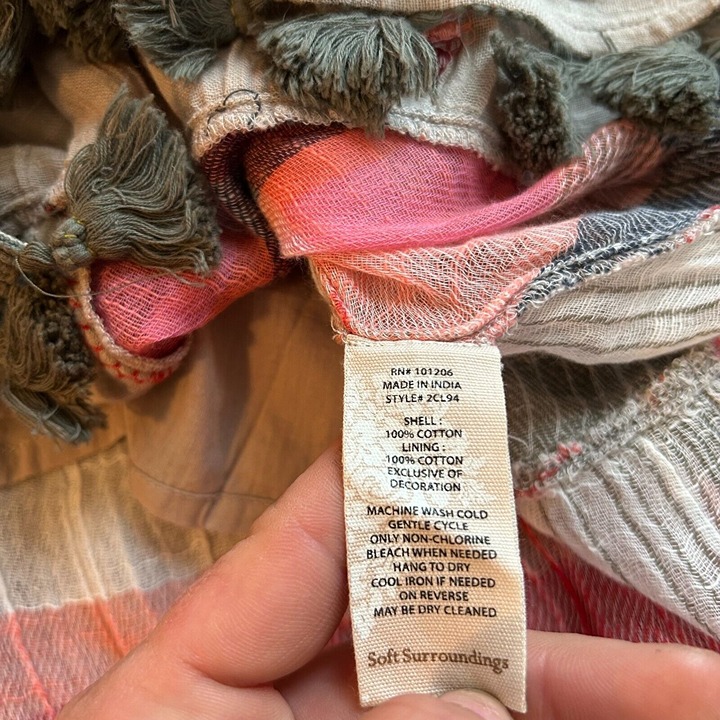 RN# 101206
MADE IN INDIA
STYLE# 2CL94
SHELL :
100% COTTON
LINING :
100% COTTON
EXCLUSIVE OF
DECORATION
MACHINE WASH COLD
GENTLE CYCLE
ONLY NON-CHLORINE
BLEACH WHEN NEEDED
HANG TO DRY
COOL IRON IF NEEDED
ON REVERSE
MAY BE DRY CLEANED
Soft Surroundings